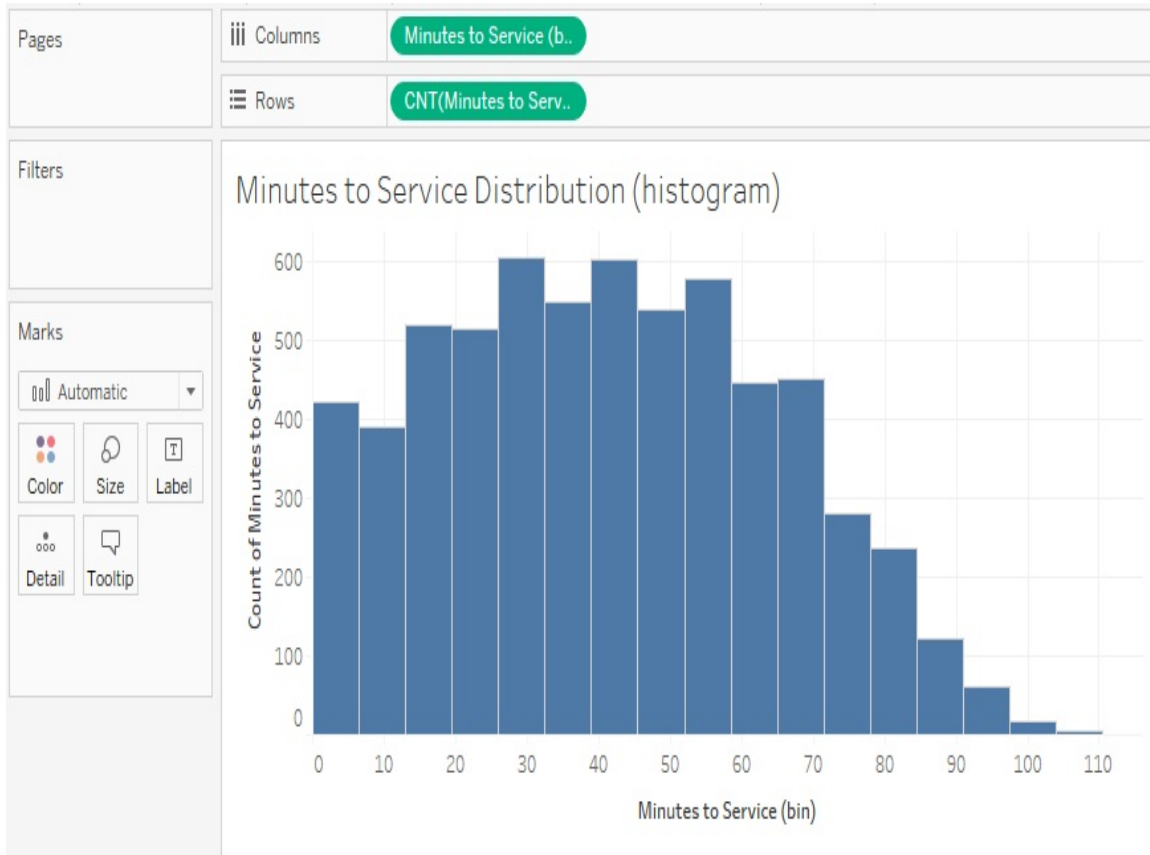 Pages
Columns
Minutes to Service (b..
Rows
CNT(Minutes to Serv..
Filters
Marks
Automatic
Color Size Label
T
Detail Tooltip
Minutes to Service Distribution (histogram)
Count of Minutes to Service
600
500
400
300
200
100
0
0 10 20 30 40 50 60 70 80 90 100 110
Minutes to Service (bin)